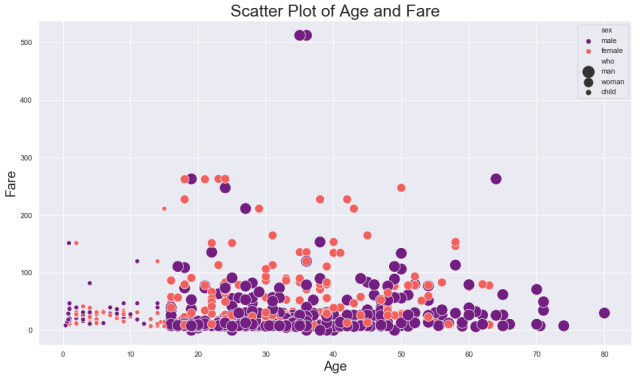 Scatter Plot of Age and Fare
sex
male
female
who
man
woman
child
500
400
300
200
100
0
Fare
0 10 20 30 40 50 60 70 80
Age